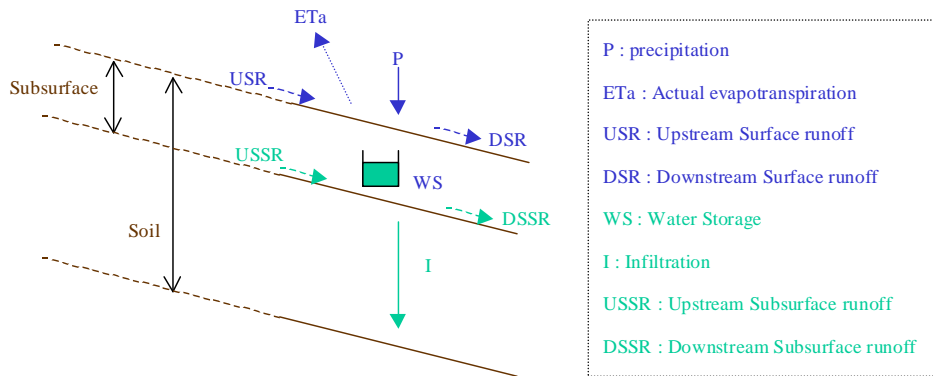 ETa
P
USR
Subsurface
DSR
USSR
WS
DSSR
Soil
I
P : precipitation
ETa : Actual evapotranspiration
USR : Upstream Surface runoff
DSR : Downstream Surface runoff
WS : Water Storage
I : Infiltration
USSR : Upstream Subsurface runoff
DSSR : Downstream Subsurface runoff